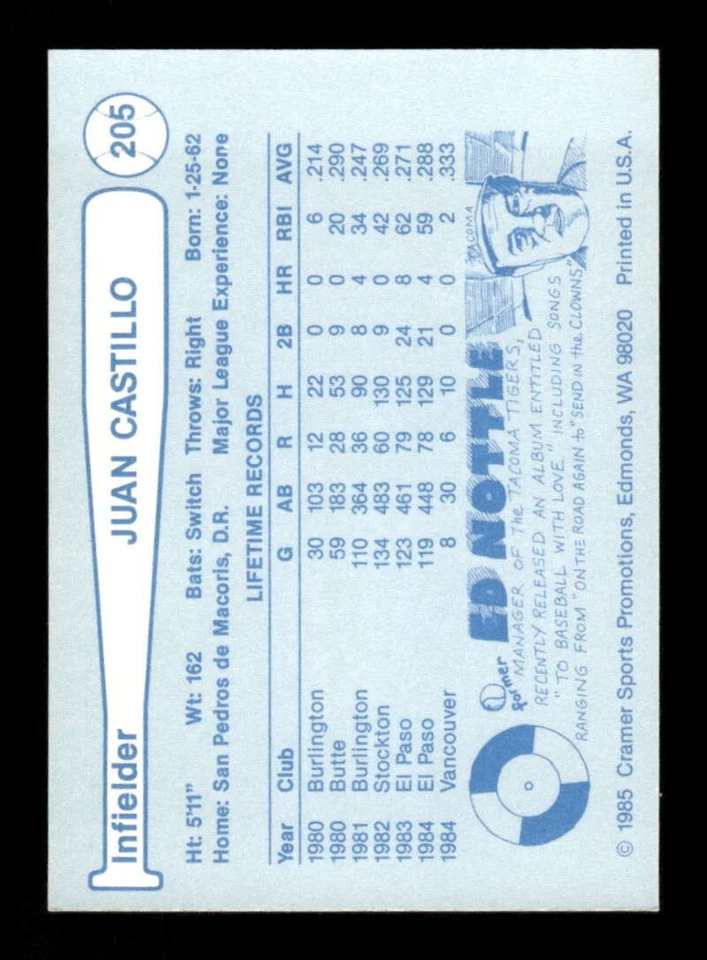 Infielder JUAN CASTILLO 205
Ht: 5'11" Wt: 162 Bats: Switch Throws: Right Born: 1-25-62
Home: San Pedros de Macoris, D.R. Major League Experience: None
LIFETIME RECORDS
Year Club G AB R H 2B HR RBI AVG
1980 Burlington 30 103 12 22 0 0 6 .214
1980 Butte 59 183 28 53 9 0 20 .290
1981 Burlington 110 364 36 90 8 4 34 .247
1982 Stockton 134 483 60 130 9 0 42 .269
1983 El Paso 123 461 79 125 24 8 62 .271
1984 El Paso 119 448 78 129 21 4 59 .288
1984 Vancouver 8 30 6 10 0 0 2 .333
TACOMA
former ED NOTTLE
MANAGER OF The TACOMA TIGERS,
RECENTLY RELEASED AN ALBUM ENTITLED
"TO BASEBALL WITH LOVE," INCLUDING SONGS
RANGING FROM "ON THE ROAD AGAIN to "SEND IN the CLOWNS"
© 1985 Cramer Sports Promotions, Edmonds, WA 98020 Printed in U.S.A.